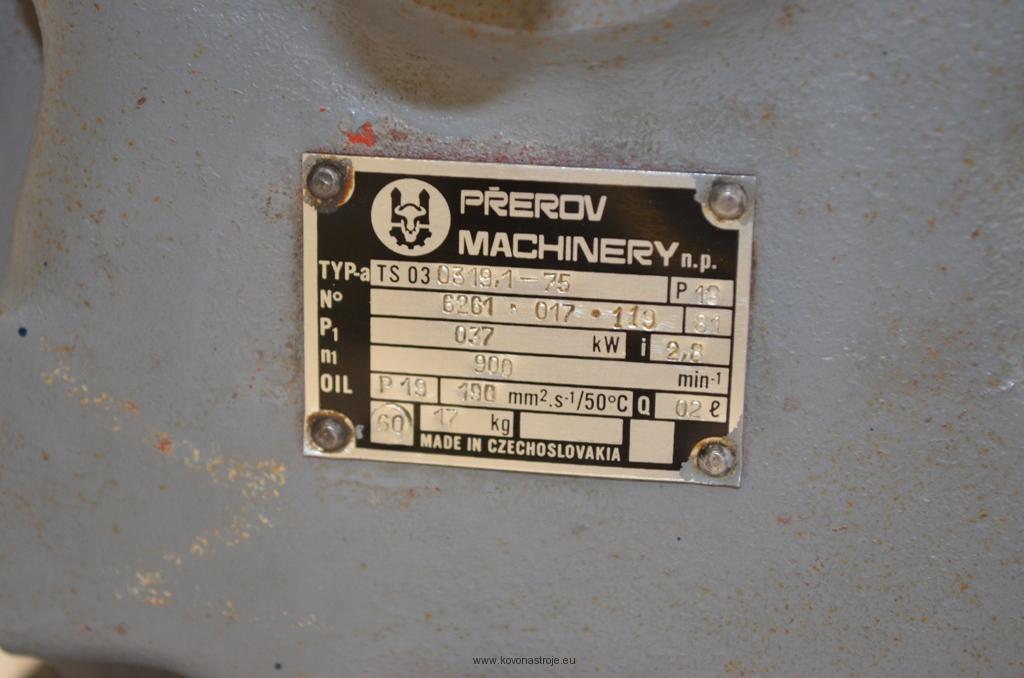 PŘEROV
MACHINERY n.p.
TYP-a TS 03 0319.1-75 P 19
Nº 6261 · 017 · 119 81
P1 037 kW i 2,8
n1 900 min-1
OIL P 19 190 mm².s-1/50°C Q 02 ℓ
60 17 kg
MADE IN CZECHOSLOVAKIA
www.kovonastroje.eu